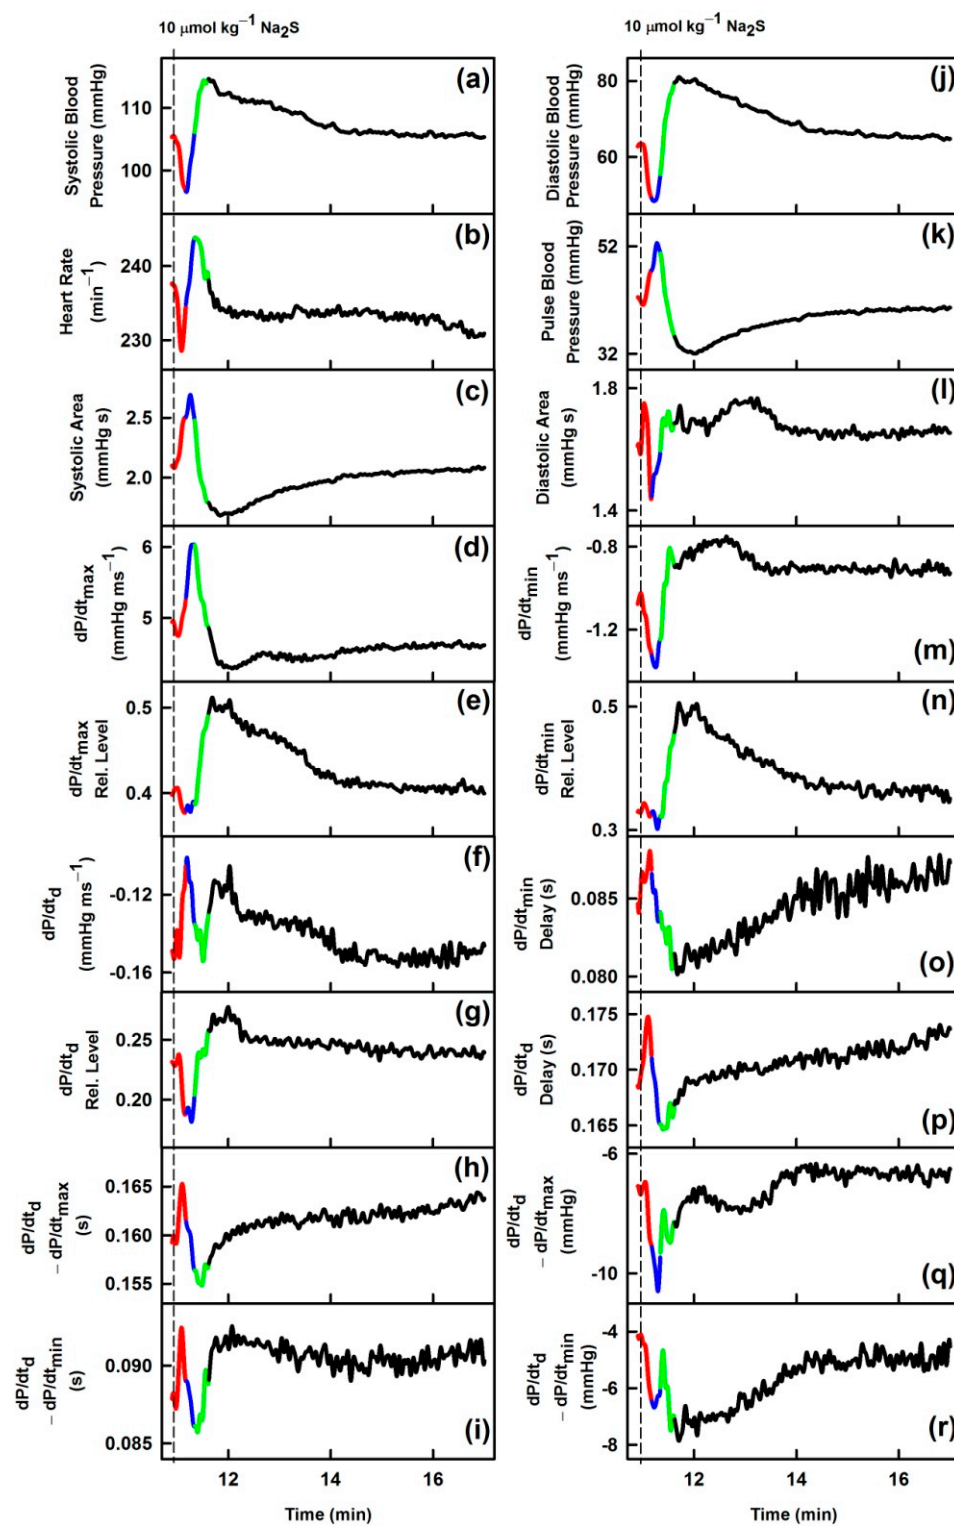 10 μmol kg⁻¹ Na₂S
10 μmol kg⁻¹ Na₂S
Systolic Blood
Pressure (mmHg)
110
100
(a)
Diastolic Blood
Pressure (mmHg)
80
60
(j)
Heart Rate
(min⁻¹)
240
230
(b)
Pulse Blood
Pressure (mmHg)
52
32
(k)
Systolic Area
(mmHg s)
2.5
2.0
(c)
Diastolic Area
(mmHg s)
1.8
1.4
(l)
dP/dt_max
(mmHg ms⁻¹)
6
5
(d)
dP/dt_min
(mmHg ms⁻¹)
-0.8
-1.2
(m)
dP/dt_max
Rel. Level
0.5
0.4
(e)
dP/dt_min
Rel. Level
0.5
0.3
(n)
dP/dt_d
(mmHg ms⁻¹)
-0.12
-0.16
(f)
dP/dt_min
Delay (s)
0.085
0.080
(o)
dP/dt_d
Rel. Level
0.25
0.20
(g)
dP/dt_d
Delay (s)
0.175
0.170
0.165
(p)
dP/dt_d
– dP/dt_max
(s)
0.165
0.160
0.155
(h)
dP/dt_d
– dP/dt_max
(mmHg)
-6
-10
(q)
dP/dt_d
– dP/dt_min
(s)
0.090
0.085
(i)
dP/dt_d
– dP/dt_min
(mmHg)
-4
-6
-8
(r)
12 14 16
12 14 16
Time (min)
Time (min)